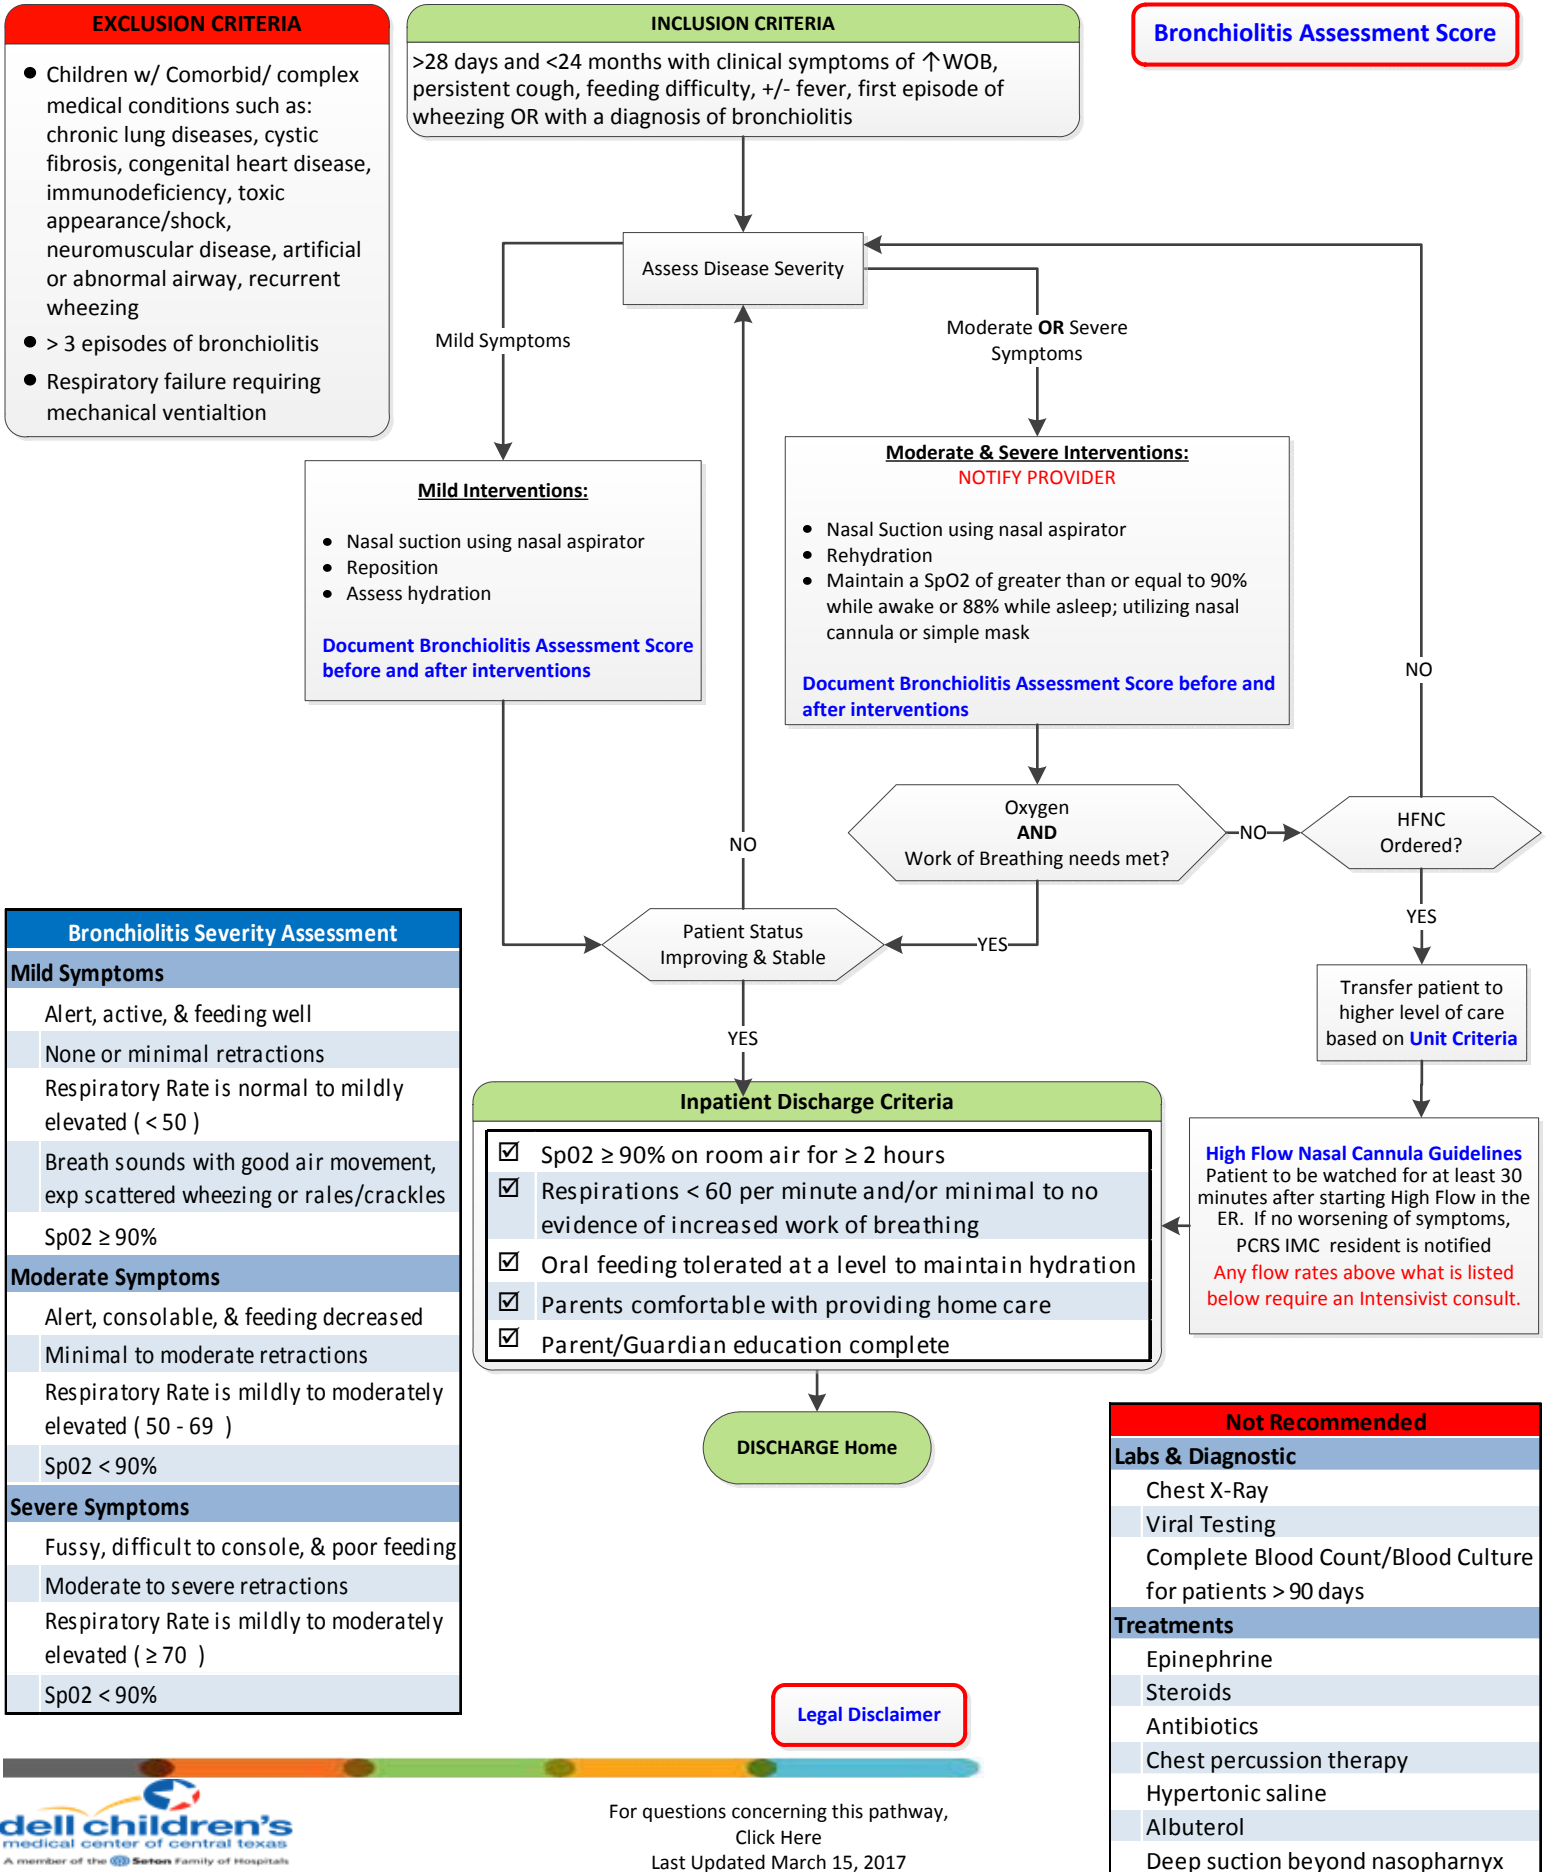 EXCLUSION CRITERIA
● Children w/ Comorbid/ complex
medical conditions such as:
chronic lung diseases, cystic
fibrosis, congenital heart disease,
immunodeficiency, toxic
appearance/shock,
neuromuscular disease, artificial
or abnormal airway, recurrent
wheezing
● > 3 episodes of bronchiolitis
● Respiratory failure requiring
mechanical ventialtion
INCLUSION CRITERIA
>28 days and <24 months with clinical symptoms of ↑WOB,
persistent cough, feeding difficulty, +/- fever, first episode of
wheezing OR with a diagnosis of bronchiolitis
Bronchiolitis Assessment Score
Assess Disease Severity
Mild Symptoms
Moderate OR Severe
Symptoms
Mild Interventions:
• Nasal suction using nasal aspirator
• Reposition
• Assess hydration
Document Bronchiolitis Assessment Score
before and after interventions
Moderate & Severe Interventions:
NOTIFY PROVIDER
• Nasal Suction using nasal aspirator
• Rehydration
• Maintain a SpO2 of greater than or equal to 90%
while awake or 88% while asleep; utilizing nasal
cannula or simple mask
Document Bronchiolitis Assessment Score before and
after interventions
NO
Oxygen
AND
Work of Breathing needs met?
NO
HFNC
Ordered?
NO
YES
Patient Status
Improving & Stable
YES
YES
Transfer patient to
higher level of care
based on Unit Criteria
High Flow Nasal Cannula Guidelines
Patient to be watched for at least 30
minutes after starting High Flow in the
ER. If no worsening of symptoms,
PCRS IMC resident is notified
Any flow rates above what is listed
below require an Intensivist consult.
Bronchiolitis Severity Assessment
Mild Symptoms
Alert, active, & feeding well
None or minimal retractions
Respiratory Rate is normal to mildly
elevated ( < 50 )
Breath sounds with good air movement,
exp scattered wheezing or rales/crackles
Sp02 ≥ 90%
Moderate Symptoms
Alert, consolable, & feeding decreased
Minimal to moderate retractions
Respiratory Rate is mildly to moderately
elevated ( 50 - 69 )
Sp02 < 90%
Severe Symptoms
Fussy, difficult to console, & poor feeding
Moderate to severe retractions
Respiratory Rate is mildly to moderately
elevated ( ≥ 70 )
Sp02 < 90%
Inpatient Discharge Criteria
☑ Sp02 ≥ 90% on room air for ≥ 2 hours
☑ Respirations < 60 per minute and/or minimal to no
evidence of increased work of breathing
☑ Oral feeding tolerated at a level to maintain hydration
☑ Parents comfortable with providing home care
☑ Parent/Guardian education complete
DISCHARGE Home
Not Recommended
Labs & Diagnostic
Chest X-Ray
Viral Testing
Complete Blood Count/Blood Culture
for patients > 90 days
Treatments
Epinephrine
Steroids
Antibiotics
Chest percussion therapy
Hypertonic saline
Albuterol
Deep suction beyond nasopharnyx
Legal Disclaimer
dell children's
medical center of central texas
A member of the Seton Family of Hospitals
For questions concerning this pathway,
Click Here
Last Updated March 15, 2017